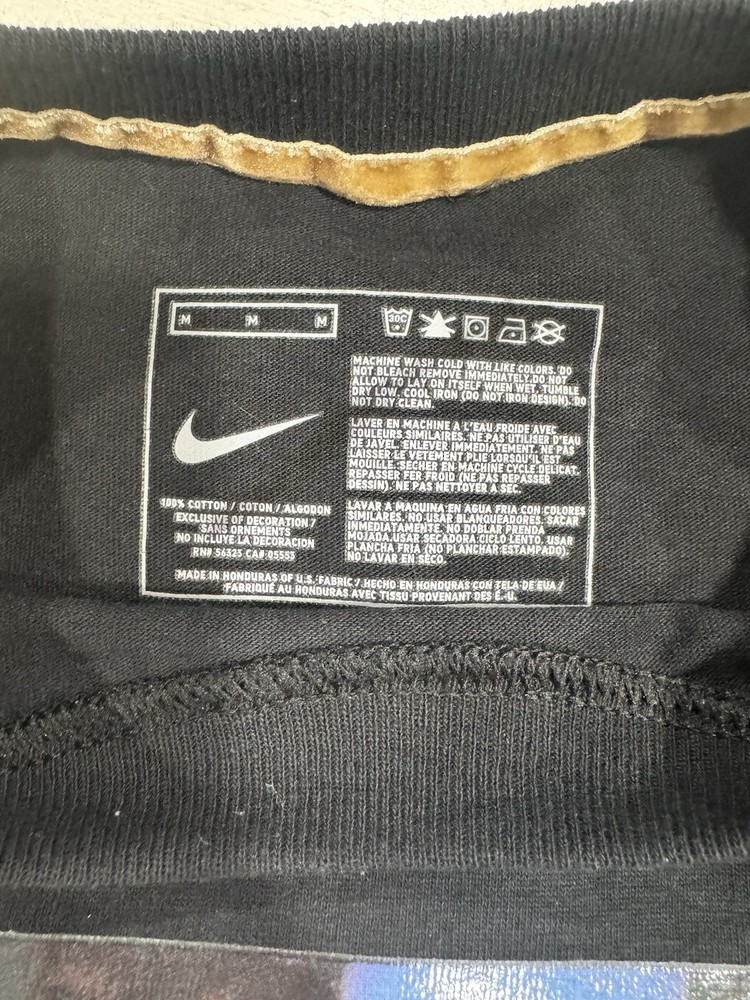 M M M
30C
MACHINE WASH COLD WITH LIKE COLORS. DO
NOT BLEACH REMOVE IMMEDIATELY.DO NOT
ALLOW TO LAY ON ITSELF WHEN WET. TUMBLE
DRY LOW. COOL IRON (DO NOT IRON DESIGN). DO
NOT DRY CLEAN.
LAVER EN MACHINE A L'EAU FROIDE AVEC
COULEURS SIMILAIRES. NE PAS UTILISER D'EAU
DE JAVEL. ENLEVER IMMEDIATEMENT. NE PAS
LAISSER LE VETEMENT PLIE LORSQU'IL EST
MOUILLE. SECHER EN MACHINE CYCLE DELICAT.
REPASSER FER FROID (NE PAS REPASSER
DESSIN). NE PAS NETTOYER A SEC.
LAVAR A MAQUINA EN AGUA FRIA CON COLORES
SIMILARES. NO USAR BLANQUEADORES. SACAR
INMEDIATAMENTE. NO DOBLAR PRENDA
MOJADA.USAR SECADORA CICLO LENTO. USAR
PLANCHA FRIA (NO PLANCHAR ESTAMPADO).
NO LAVAR EN SECO.
100% COTTON / COTON / ALGODON
EXCLUSIVE OF DECORATION /
SANS ORNEMENTS
NO INCLUYE LA DECORACION
RN# 56323 CA# 05553
MADE IN HONDURAS OF U.S. FABRIC / HECHO EN HONDURAS CON TELA DE EUA /
FABRIQUÉ AU HONDURAS AVEC TISSU PROVENANT DES É.-U.